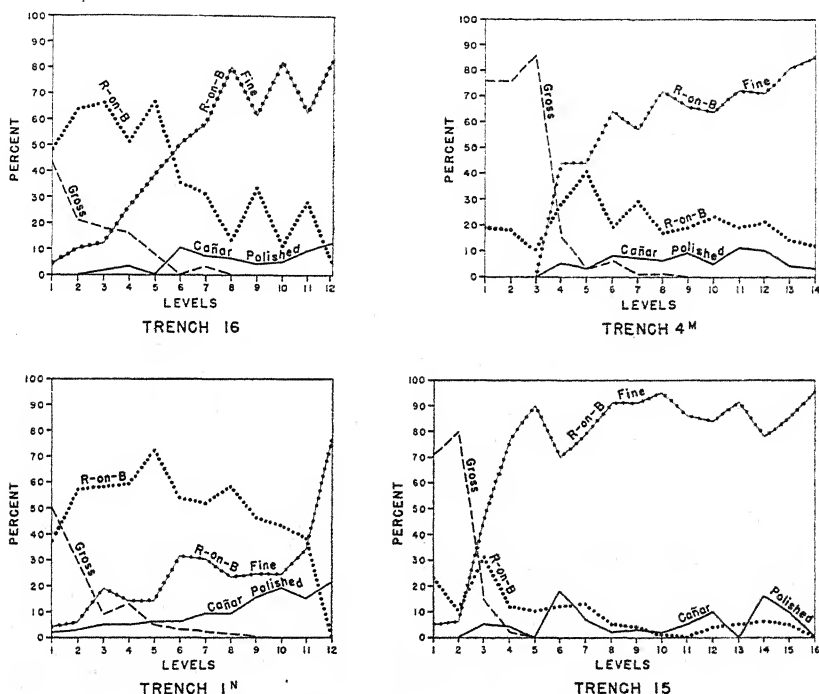 100
90
80
70
60
50
40
30
20
10
0
PERCENT
R-on-B
Gross
R-on-B Fine
Cañar Polished
1 2 3 4 5 6 7 8 9 10 11 12
LEVELS
TRENCH 16
100
90
80
70
60
50
40
30
20
10
0
PERCENT
Gross
R-on-B Fine
R-on-B
Cañar Polished
1 2 3 4 5 6 7 8 9 10 11 12 13 14
LEVELS
TRENCH 4ᴹ
100
90
80
70
60
50
40
30
20
10
0
PERCENT
R-on-B
Gross
R-on-B Fine
Cañar Polished
1 2 3 4 5 6 7 8 9 10 11 12
LEVELS
TRENCH 1ᴺ
100
90
80
70
60
50
40
30
20
10
0
PERCENT
Gross
R-on-B Fine
R-on-B
Cañar Polished
1 2 3 4 5 6 7 8 9 10 11 12 13 14 15 16
LEVELS
TRENCH 15